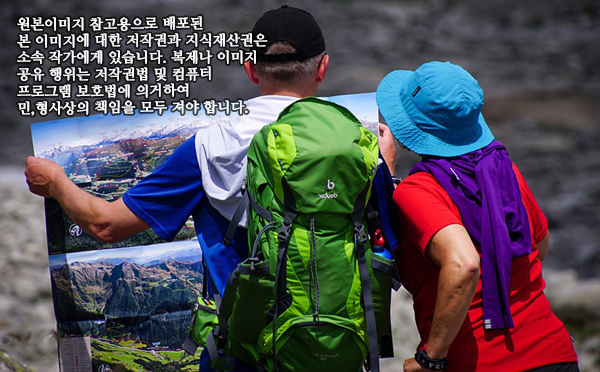 원본이미지 참고용으로 배포된
본 이미지에 대한 저작권과 지식재산권은
소속 작가에게 있습니다. 복제나 이미지
공유 행위는 저작권법 및 컴퓨터
프로그램 보호법에 의거하여
민,형사상의 책임을 모두 져야 합니다.
deuter